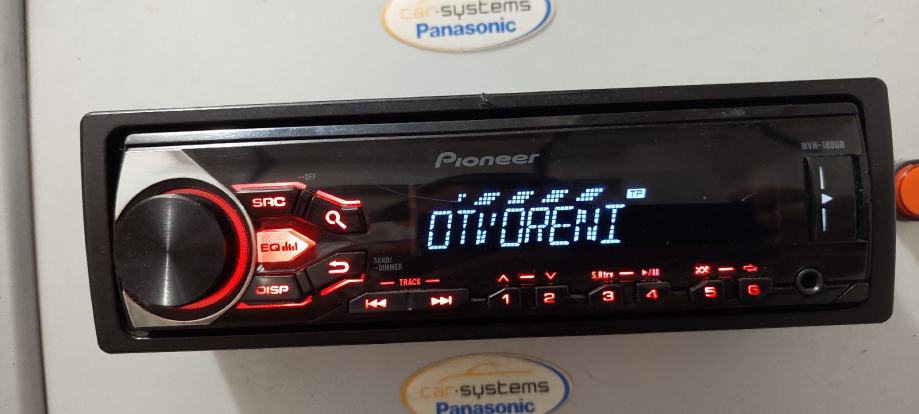 car·systems
Panasonic
Pioneer
MVH-180UB
OFF
SRC
TP
OTVORENI
EQ
BAND/
DIMMER
DISP
TRACK
S.Rtrv
1 2 3 4 5 6
car·systems
Panasonic